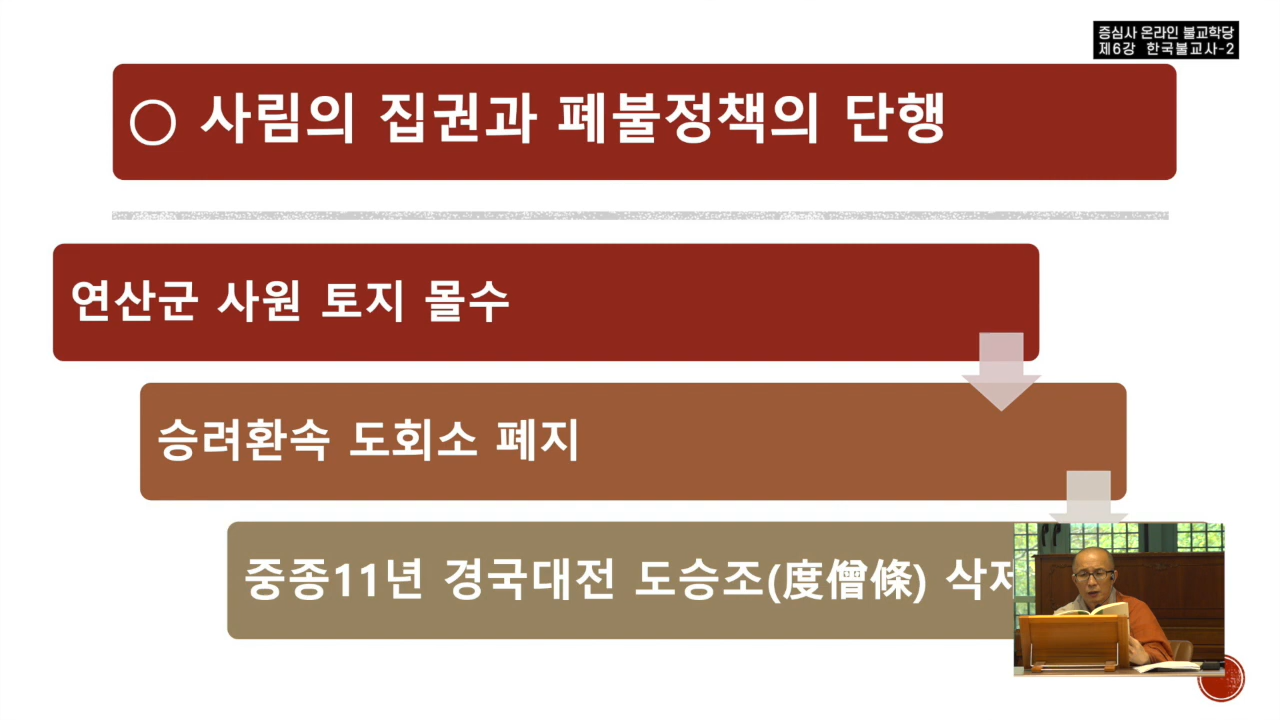 증심사 온라인 불교학당
제6강 한국불교사-2
○ 사림의 집권과 폐불정책의 단행
연산군 사원 토지 몰수
승려환속 도회소 폐지
중종11년 경국대전 도승조(度僧條)